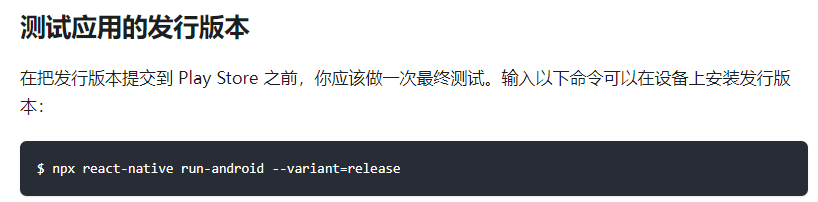 测试应用的发行版本
在把发行版本提交到 Play Store 之前，你应该做一次最终测试。输入以下命令可以在设备上安装发行版
本：
$ npx react-native run-android --variant=release